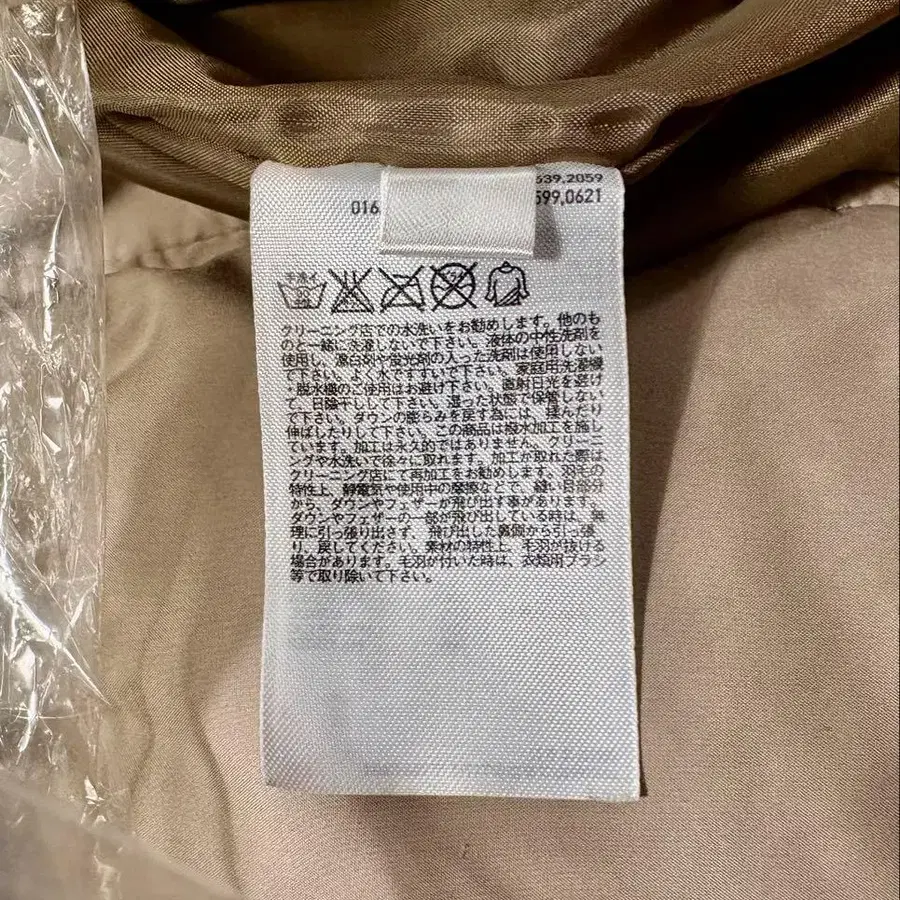 639,2059
016 599,0621
手洗イ
クリーニング店での水洗いをお勧めします。他のも
のと一緒に洗濯しないで下さい。液体の中性洗剤を
使用し、漂白剤や蛍光剤の入った洗剤は使用しない
で下さい。よく水ですすいで下さい。家庭用洗濯機
・脱水機のご使用はお避け下さい。直射日光を避け
て、日陰干しして下さい。湿った状態で保管しない
で下さい。ダウンの膨らみを戻す為には、揉んだり
伸ばしたりして下さい。この商品は撥水加工を施し
ています。加工は永久的ではありません。クリーニ
ングや水洗いで徐々に取れます。加工が取れた際は
クリーニング店にて再加工をお勧めします。羽毛の
特性上、静電気や使用中の摩擦などで、縫い目部分
から、ダウンやフェザーが飛び出す事があります。
ダウンやフェザーの一部が飛び出している時は、無
理に引っ張り出さず、飛び出した裏側から引っ張
り、戻してください。素材の特性上、毛羽が抜ける
場合があります。毛羽が付いた時は、衣類用ブラシ
等で取り除いて下さい。